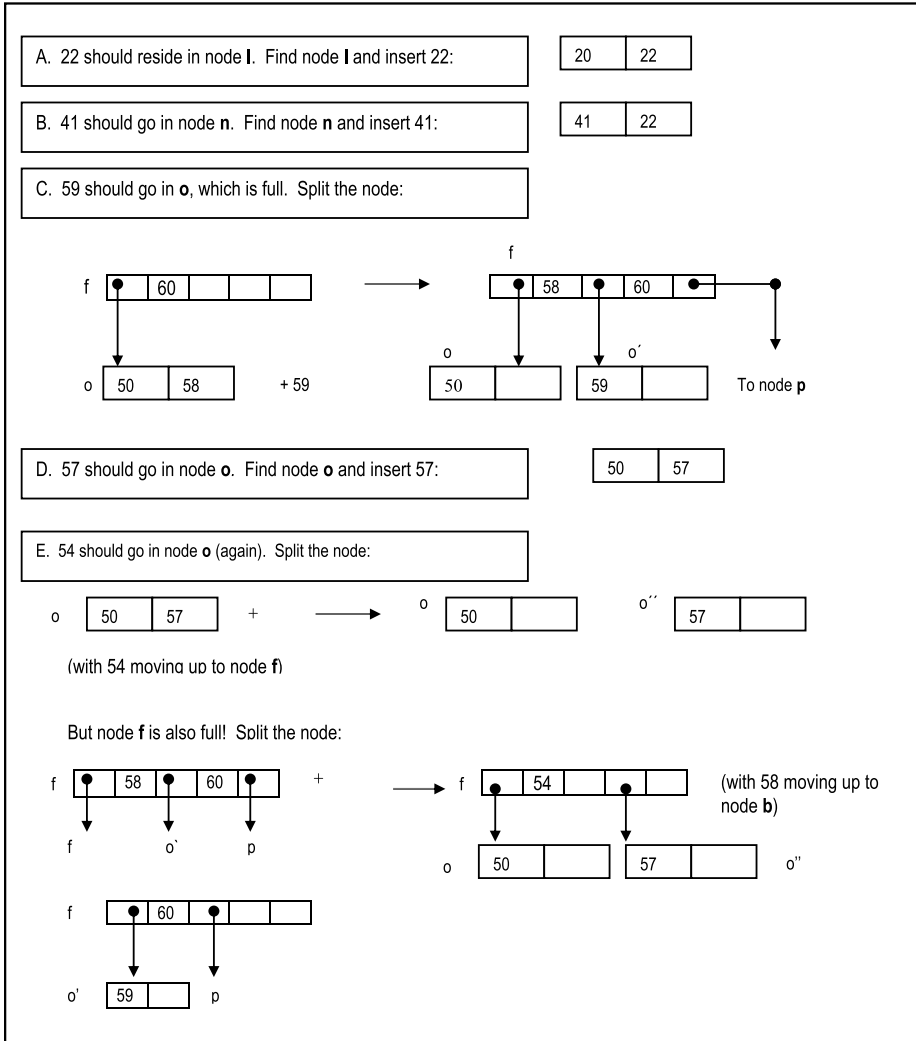 A. 22 should reside in node l. Find node l and insert 22:
20 22
B. 41 should go in node n. Find node n and insert 41:
41 22
C. 59 should go in o, which is full. Split the node:
f
f 60
58 60
o o´
o 50 58 + 59
50 59 To node p
D. 57 should go in node o. Find node o and insert 57:
50 57
E. 54 should go in node o (again). Split the node:
o 50 57 + o 50 o´´ 57
(with 54 moving up to node f)
But node f is also full! Split the node:
f 58 60 + f 54 (with 58 moving up to
node b)
f o` p
o 50 57 o''
f 60
o' 59 p